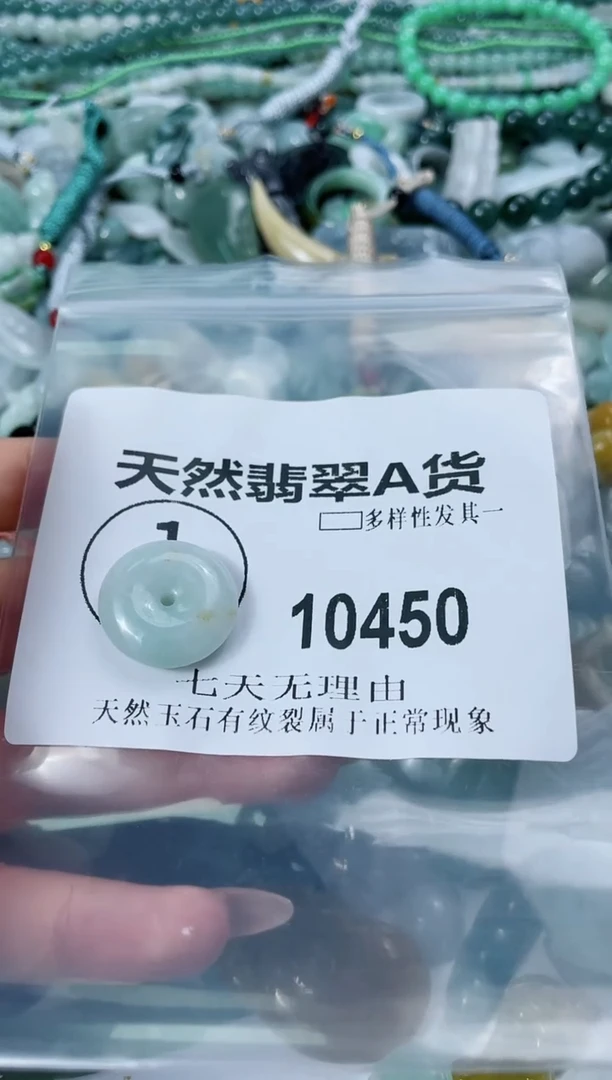 天然翡翠A货
多样性发其一
1
10450
七天无理由
天然玉石有纹裂属于正常现象